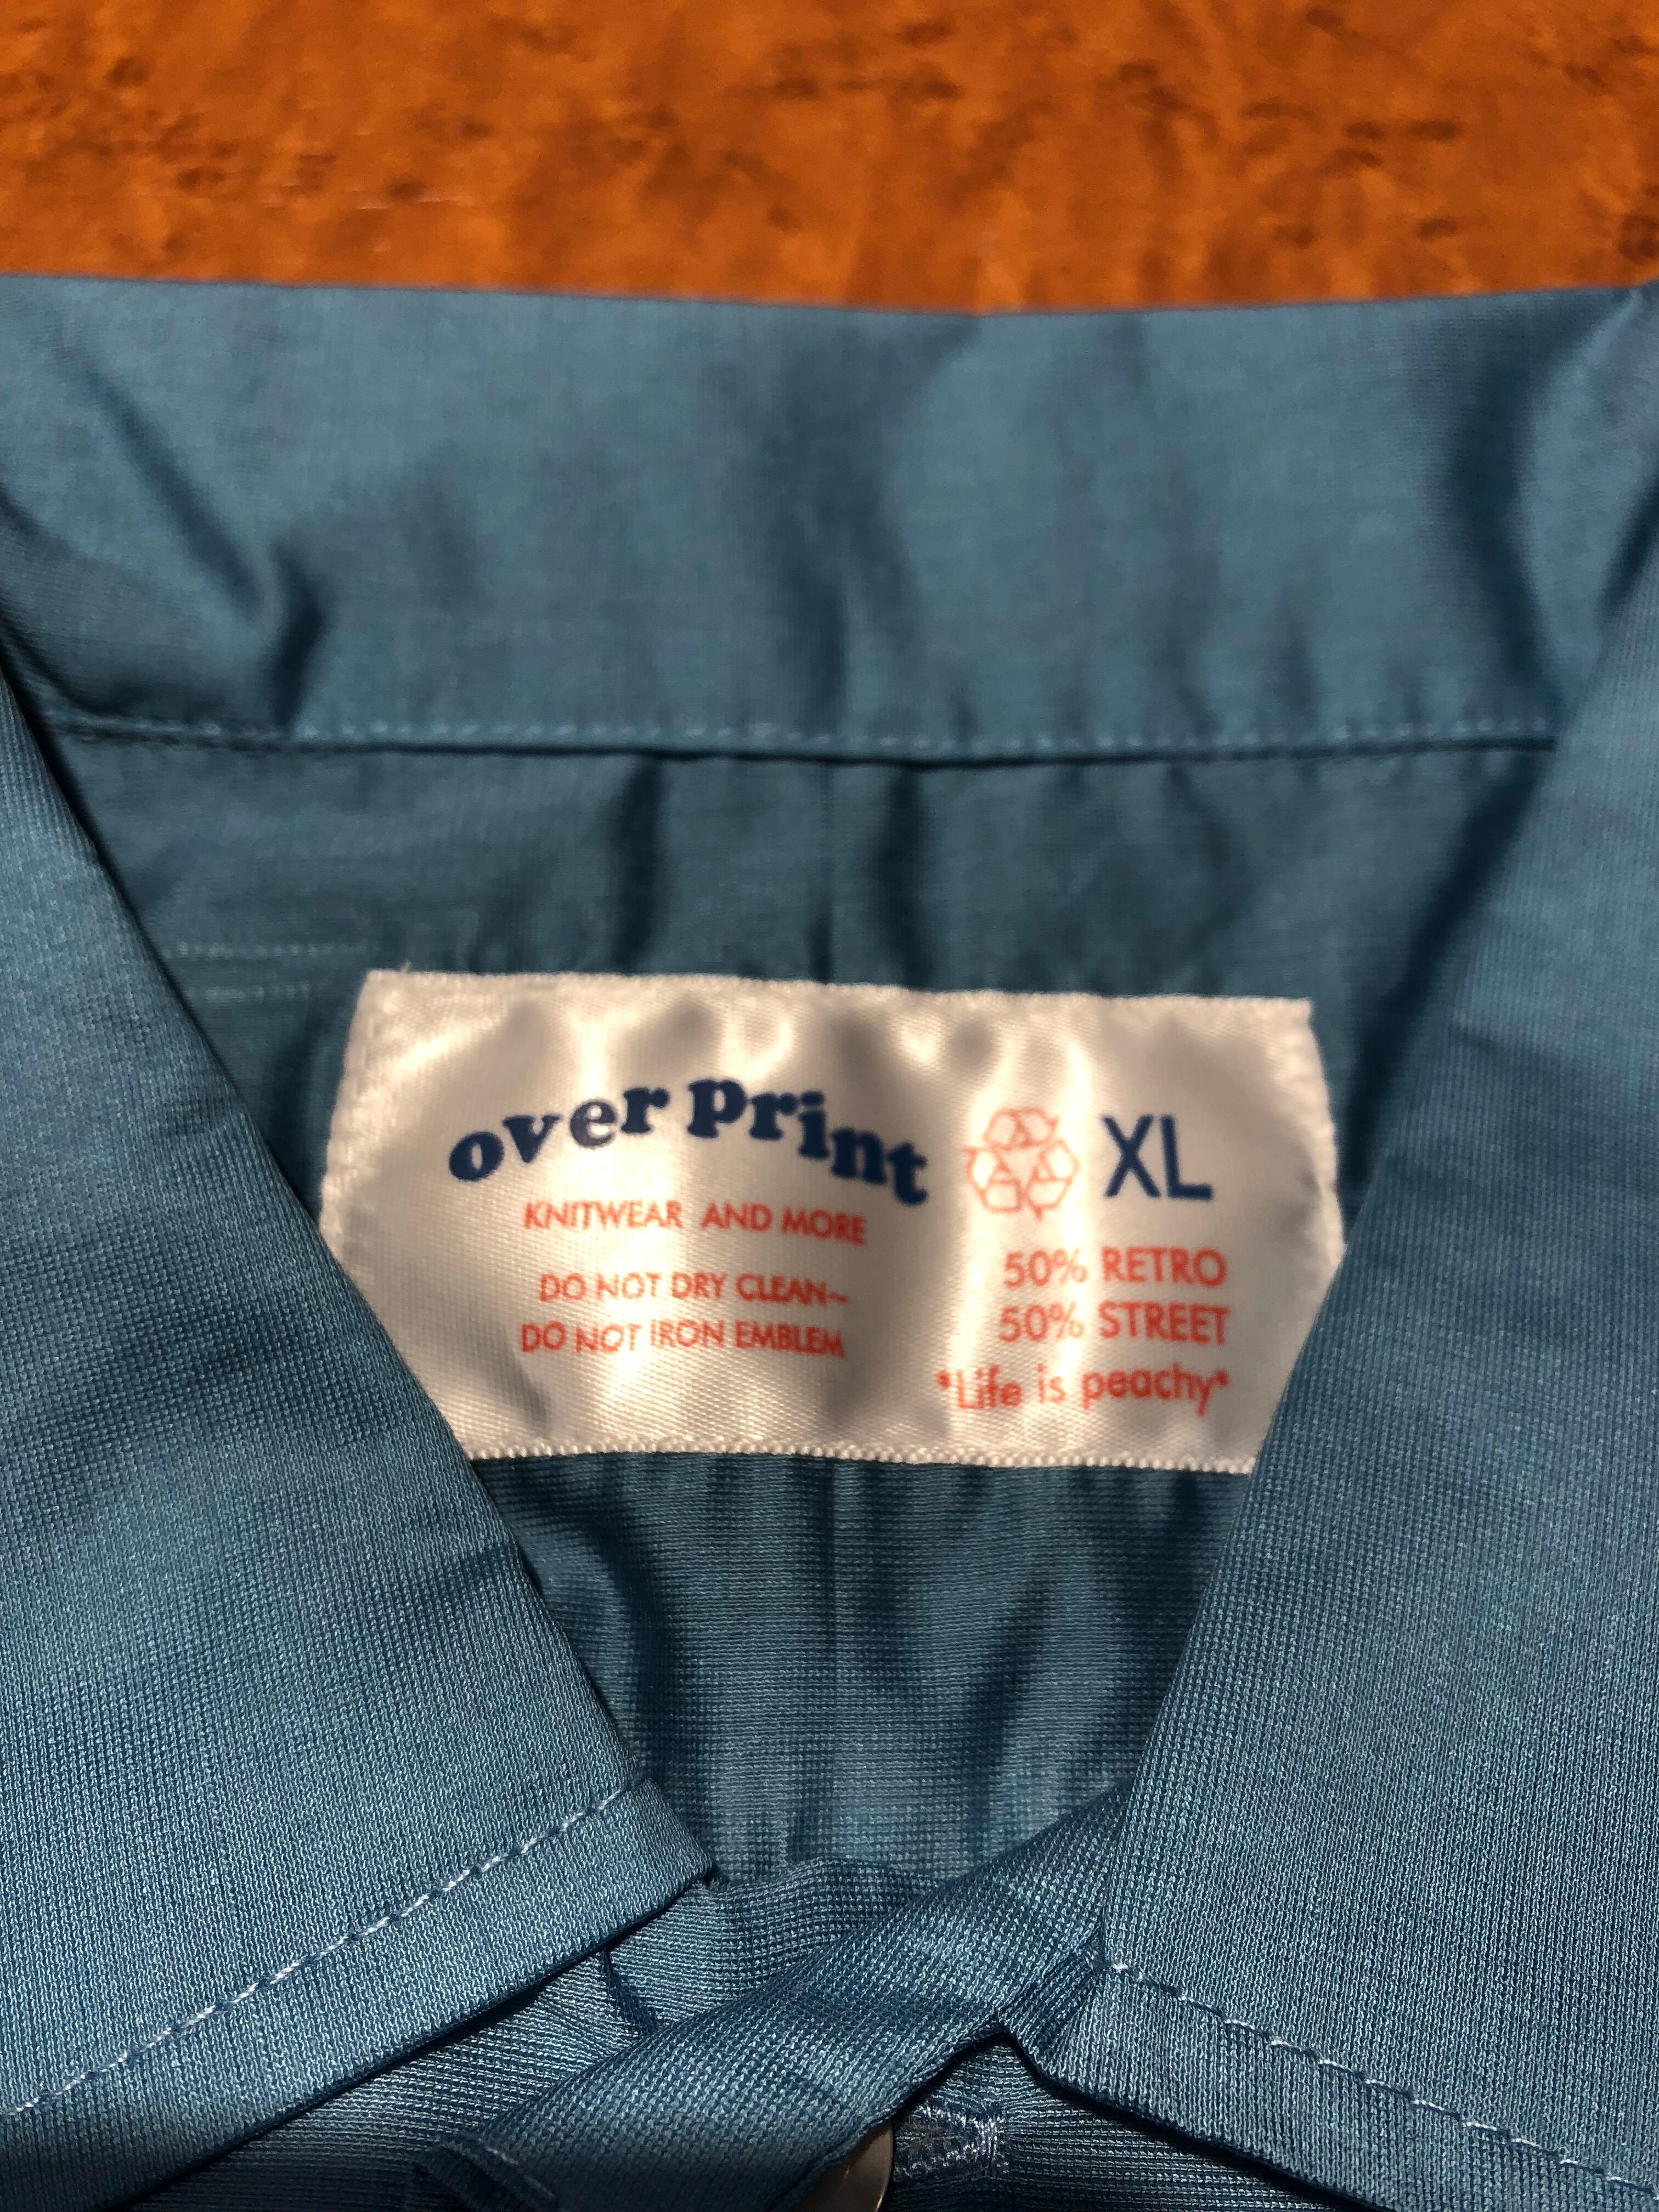 over print
KNITWEAR AND MORE
DO NOT DRY CLEAN~
DO NOT IRON EMBLEM
XL
50% RETRO
50% STREET
*Life is peachy*